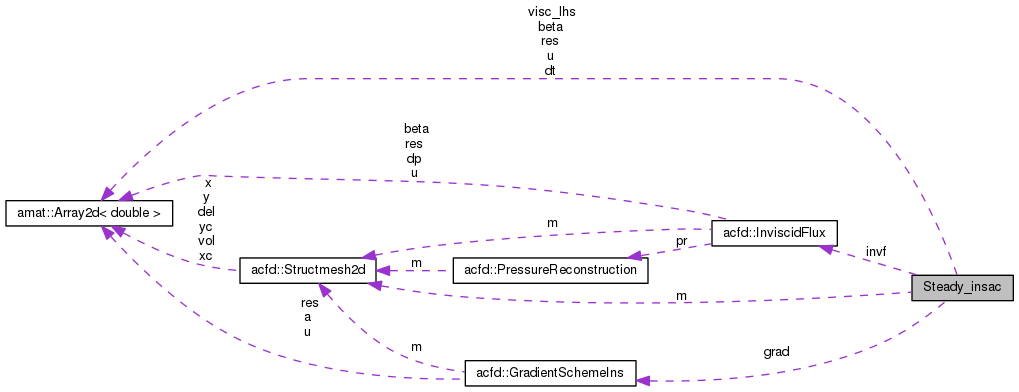 visc_lhs
beta
res
u
dt
beta
res
dp
u
x
y
del
yc
vol
xc
amat::Array2d< double >
m
acfd::InviscidFlux
pr
invf
acfd::Structmesh2d
m
acfd::PressureReconstruction
Steady_insac
m
res
a
u
m
grad
acfd::GradientSchemeIns